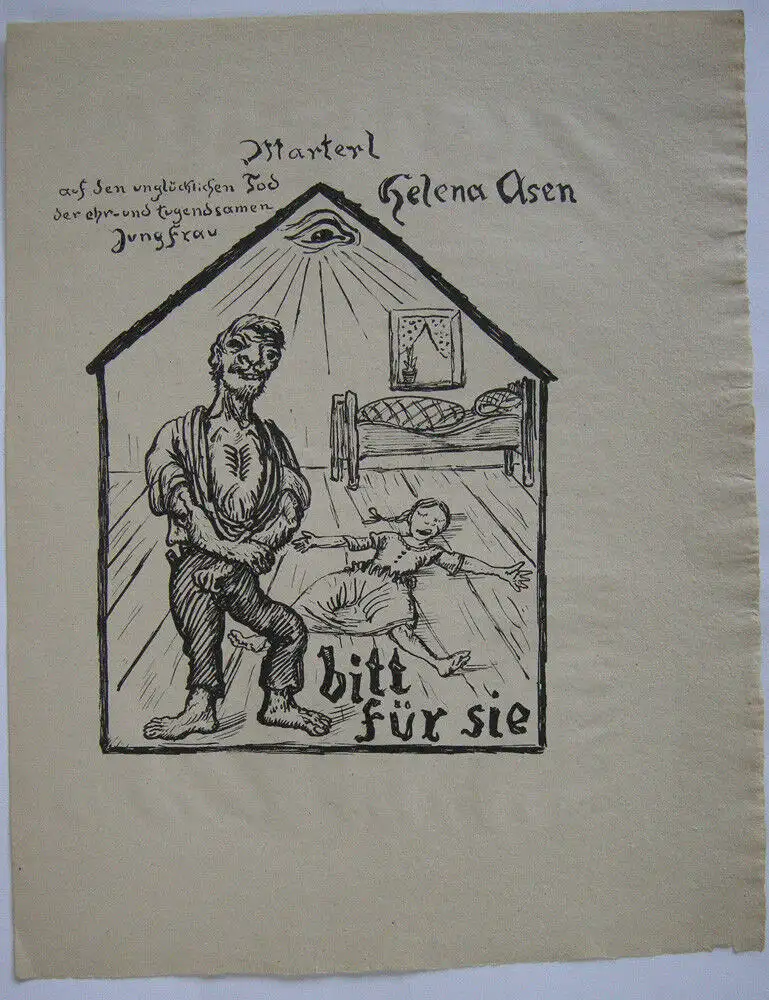 Marterl
auf den unglücklichen Tod
der ehr- und tugendsamen
Jungfrau
Helena Asen
bitt
für sie